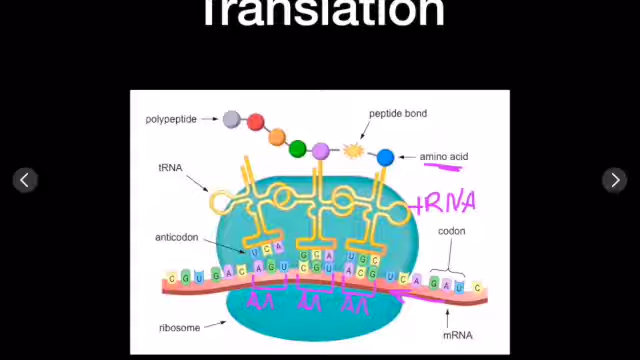 Translation
polypeptide
peptide bond
amino acid
tRNA
tRNA
anticodon
codon
U C A G C A U G C
C G U G A C A G U C G U A C G U C A G A U C
AA AA AA
ribosome
mRNA